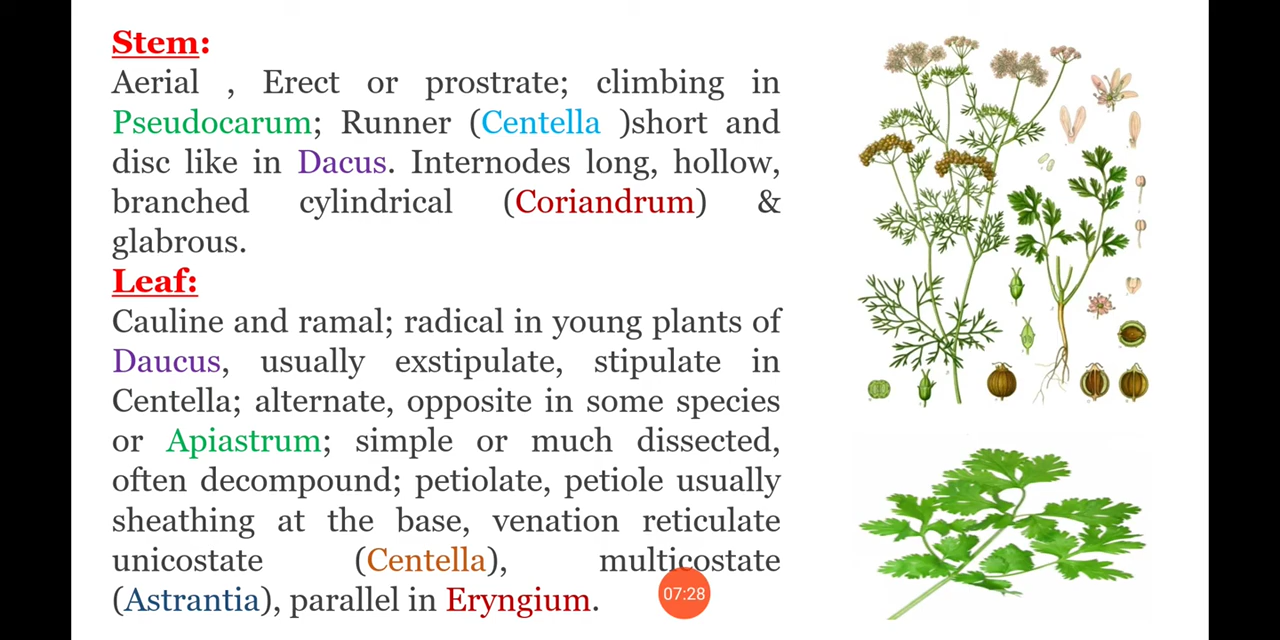 Stem:
Aerial , Erect or prostrate; climbing in
Pseudocarum; Runner (Centella )short and
disc like in Dacus. Internodes long, hollow,
branched cylindrical (Coriandrum) &
glabrous.
Leaf:
Cauline and ramal; radical in young plants of
Daucus, usually exstipulate, stipulate in
Centella; alternate, opposite in some species
or Apiastrum; simple or much dissected,
often decompound; petiolate, petiole usually
sheathing at the base, venation reticulate
unicostate (Centella), multicostate
(Astrantia), parallel in Eryngium.
07:28